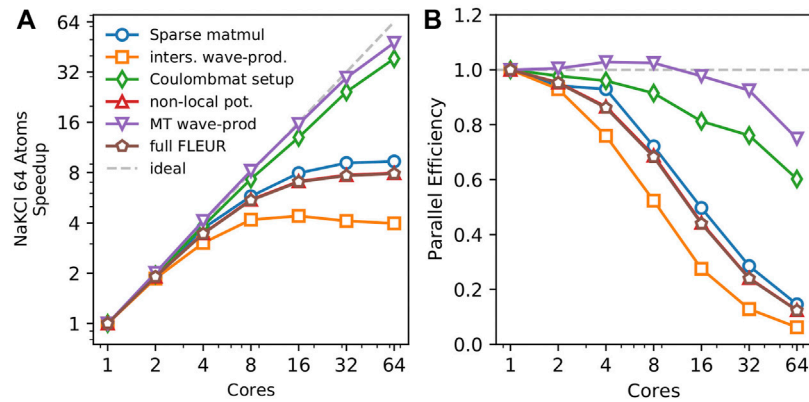 A
NaKCl 64 Atoms
Speedup
64
32
16
8
4
2
1
Sparse matmul
inters. wave-prod.
Coulombmat setup
non-local pot.
MT wave-prod
full FLEUR
ideal
1 2 4 8 16 32 64
Cores
B
Parallel Efficiency
1.2
1.0
0.8
0.6
0.4
0.2
0.0
1 2 4 8 16 32 64
Cores